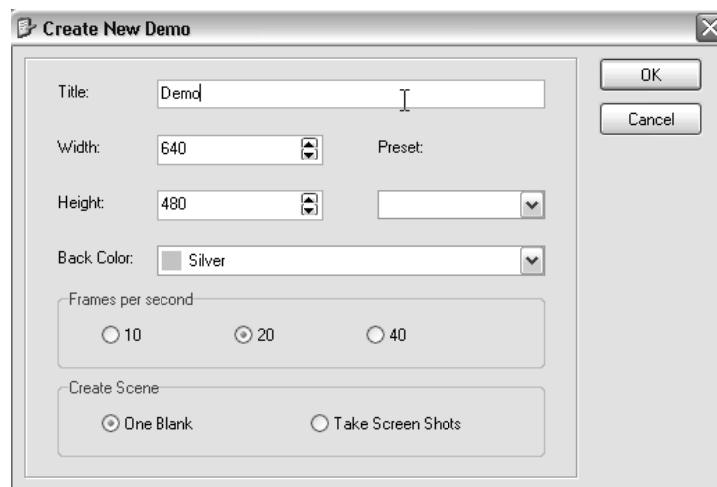 Create New Demo
OK
Title: Demo
Cancel
Width: 640 Preset:
Height: 480
Back Color: Silver
Frames per second
10 20 40
Create Scene
One Blank Take Screen Shots